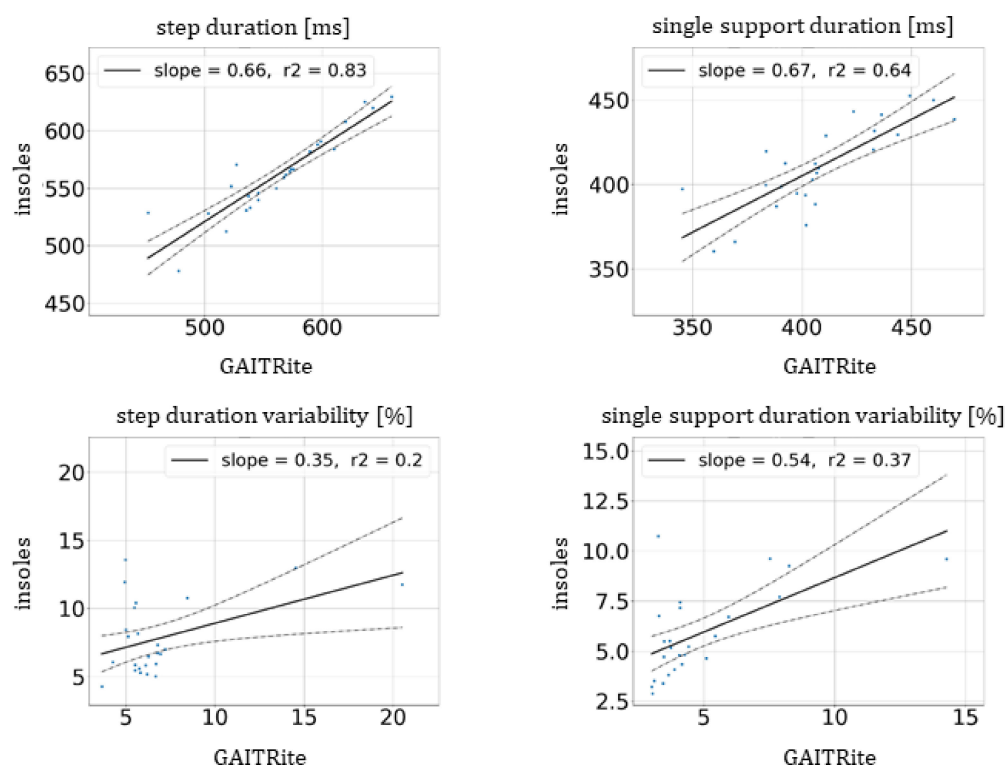 step duration [ms]
slope = 0.66, r2 = 0.83
650
600
550
500
450
insoles
500 600
GAITRite
single support duration [ms]
slope = 0.67, r2 = 0.64
450
400
350
insoles
350 400 450
GAITRite
step duration variability [%]
slope = 0.35, r2 = 0.2
20
15
10
5
insoles
5 10 15 20
GAITRite
single support duration variability [%]
slope = 0.54, r2 = 0.37
15.0
12.5
10.0
7.5
5.0
2.5
insoles
5 10 15
GAITRite